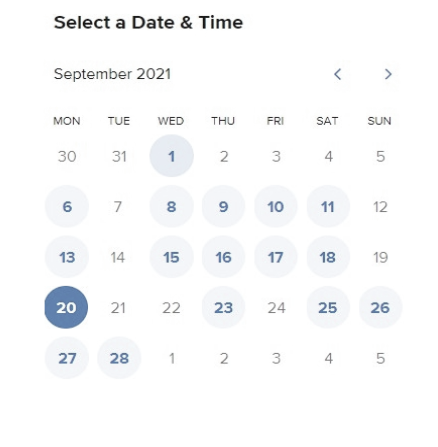 Select a Date & Time
September 2021
MON TUE WED THU FRI SAT SUN
30 31 1 2 3 4 5
6 7 8 9 10 11 12
13 14 15 16 17 18 19
20 21 22 23 24 25 26
27 28 1 2 3 4 5